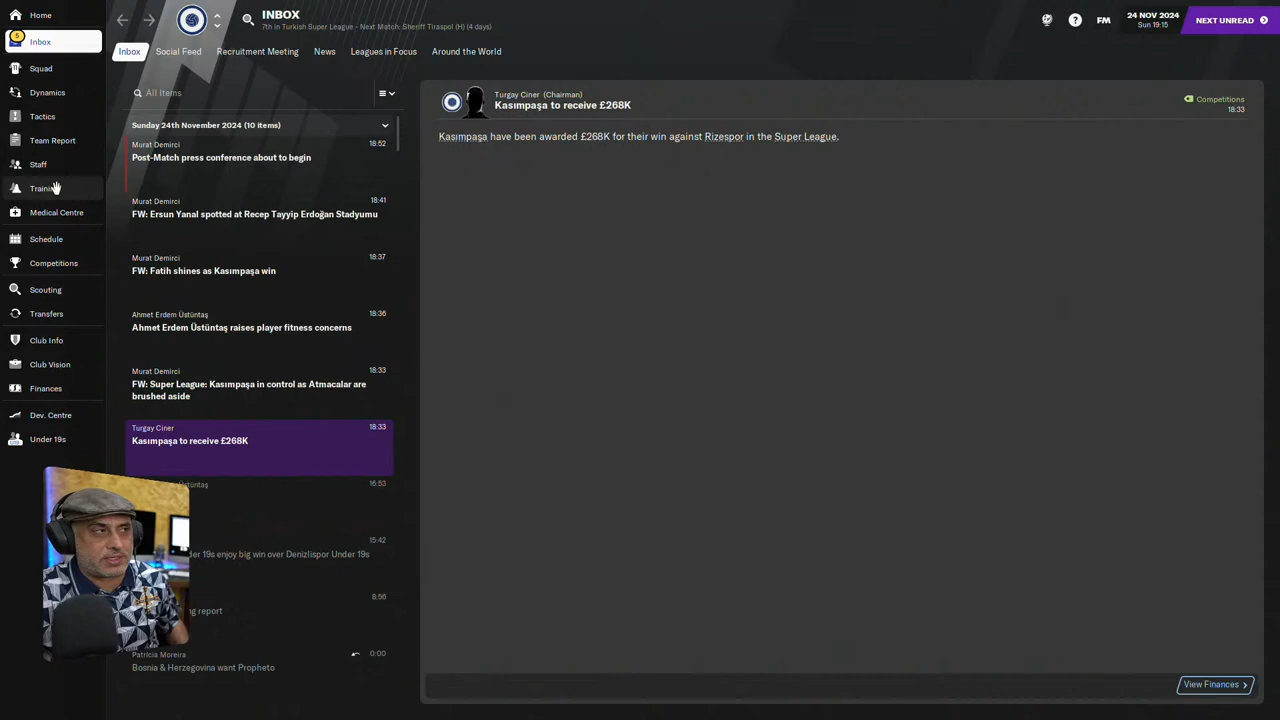 Home
INBOX
7th in Turkish Super League - Next Match: Sheriff Tiraspol (H) (4 days)
FM
24 NOV 2024
Sun 19:15
NEXT UNREAD
5
Inbox
Squad
Dynamics
Tactics
Team Report
Staff
Medical Centre
Schedule
Competitions
Scouting
Transfers
Club Info
Club Vision
Finances
Dev. Centre
Under 19s
Inbox
Social Feed
Recruitment Meeting
News
Leagues in Focus
Around the World
All Items
Sunday 24th November 2024 (10 items)
Murat Demirci 18:52
Post-Match press conference about to begin
Murat Demirci 18:41
FW: Ersun Yanal spotted at Recep Tayyip Erdoğan Stadyumu
Murat Demirci 18:37
FW: Fatih shines as Kasımpaşa win
Ahmet Erdem Üstüntaş 18:36
Ahmet Erdem Üstüntaş raises player fitness concerns
Murat Demirci 18:33
FW: Super League: Kasımpaşa in control as Atmacalar are
brushed aside
Turgay Ciner 18:33
Kasımpaşa to receive £268K
16:53
15:42
19s enjoy big win over Denizlispor Under 19s
8:56
report
Patrícia Moreira 0:00
Bosnia & Herzegovina want Propheto
Turgay Ciner (Chairman)
Kasımpaşa to receive £268K
Competitions
18:33
Kasımpaşa have been awarded £268K for their win against Rizespor in the Super League.
View Finances